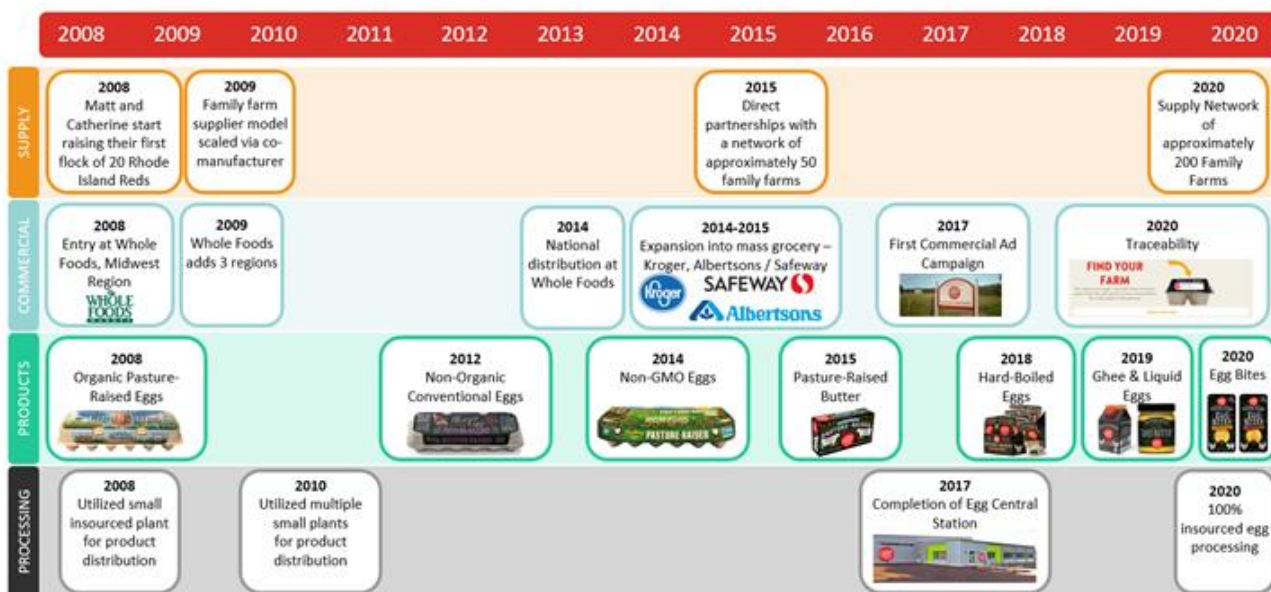 2008 2009 2010 2011 2012 2013 2014 2015 2016 2017 2018 2019 2020
SUPPLY
2008
Matt and
Catherine start
raising their first
flock of 20 Rhode
Island Reds
2009
Family farm
supplier model
scaled via co-
manufacturer
2015
Direct
partnerships with
a network of
approximately 50
family farms
2020
Supply Network
of
approximately
200 Family
Farms
COMMERCIAL
2008
Entry at Whole
Foods, Midwest
Region
WHOLE
FOODS
MARKET
2009
Whole Foods
adds 3 regions
2014
National
distribution at
Whole Foods
2014-2015
Expansion into mass grocery –
Kroger, Albertsons / Safeway
Kroger
SAFEWAY
Albertsons
2017
First Commercial Ad
Campaign
2020
Traceability
FIND YOUR
FARM
PRODUCTS
2008
Organic Pasture-
Raised Eggs
2012
Non-Organic
Conventional Eggs
2014
Non-GMO Eggs
PASTURE-RAISED
2015
Pasture-Raised
Butter
2018
Hard-Boiled
Eggs
2019
Ghee & Liquid
Eggs
2020
Egg Bites
EGG
BITES
EGG
BITES
PROCESSING
2008
Utilized small
insourced plant
for product
distribution
2010
Utilized multiple
small plants
for product
distribution
2017
Completion of Egg Central
Station
2020
100%
insourced egg
processing